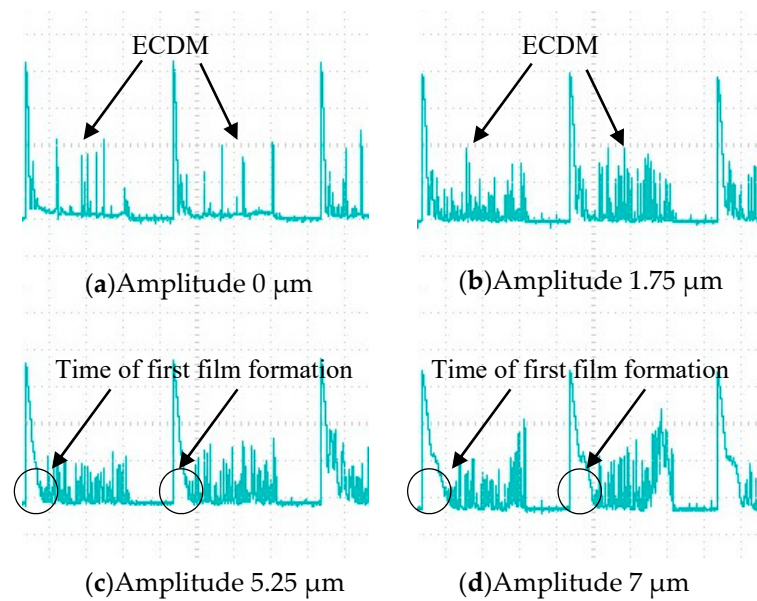 ECDM
ECDM
(a)Amplitude 0 μm
(b)Amplitude 1.75 μm
Time of first film formation
Time of first film formation
(c)Amplitude 5.25 μm
(d)Amplitude 7 μm